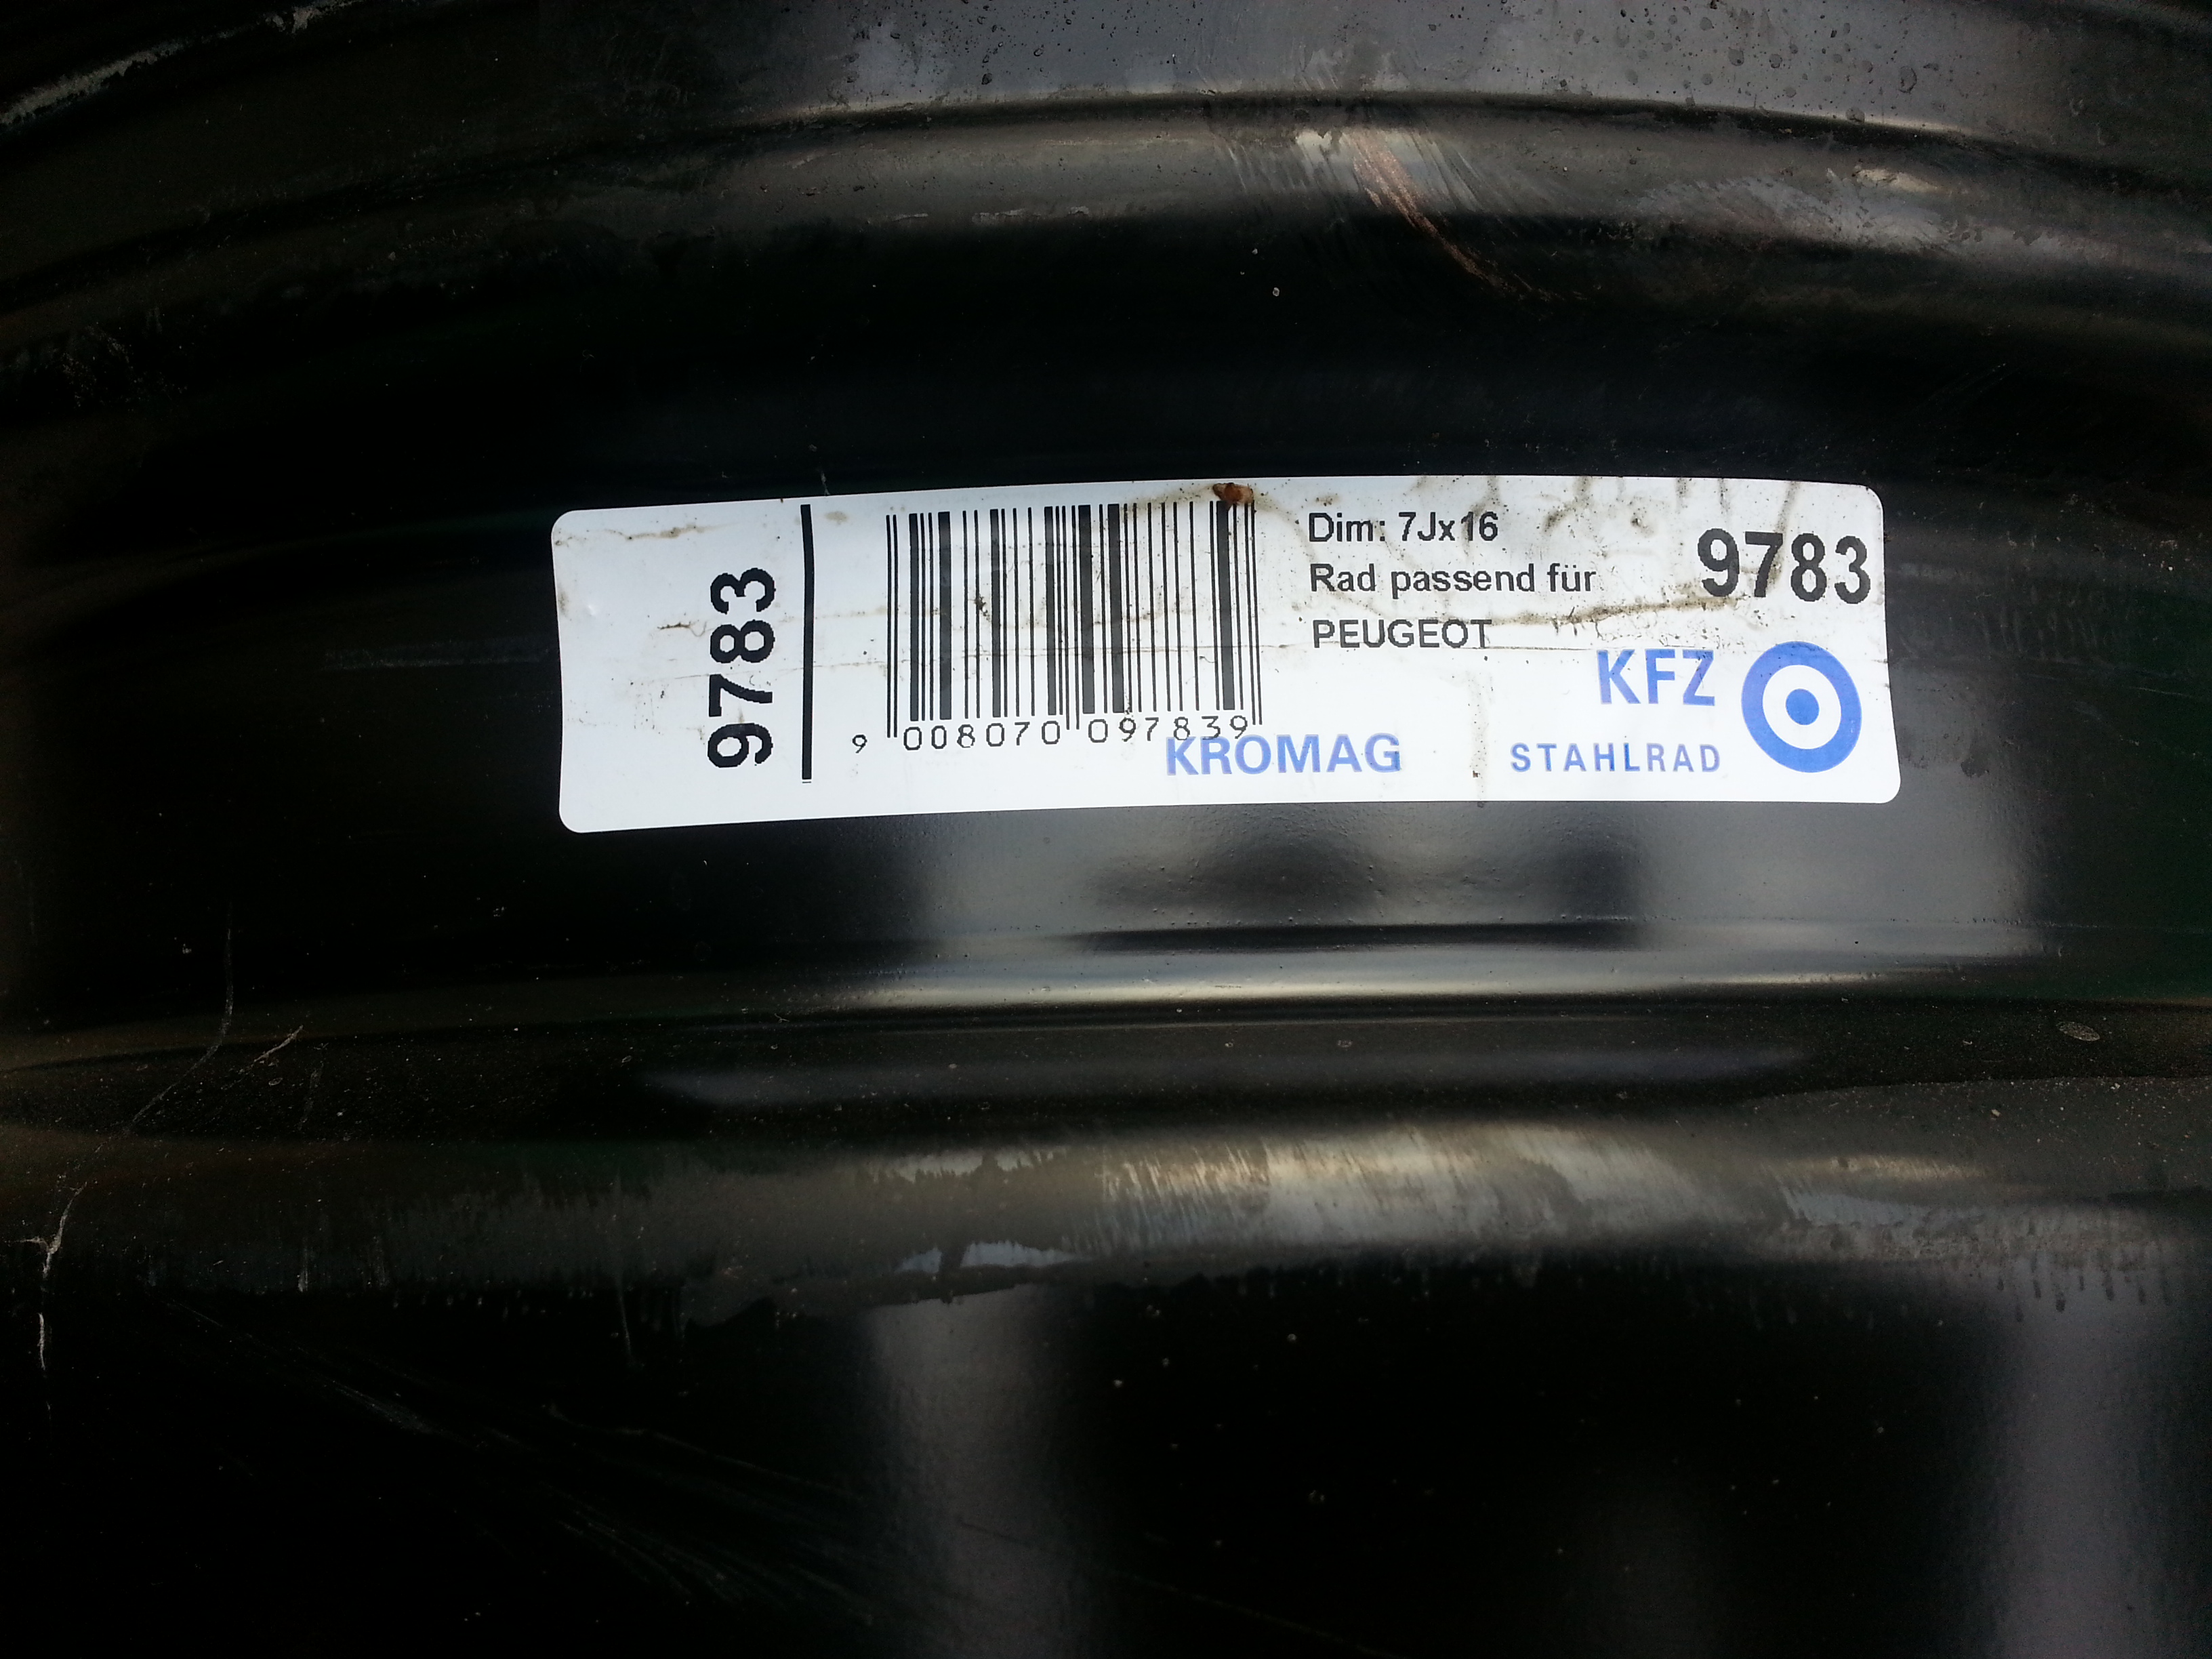 9783
9 008070 097839
Dim: 7Jx16
Rad passend für
PEUGEOT
9783
KROMAG
KFZ
STAHLRAD